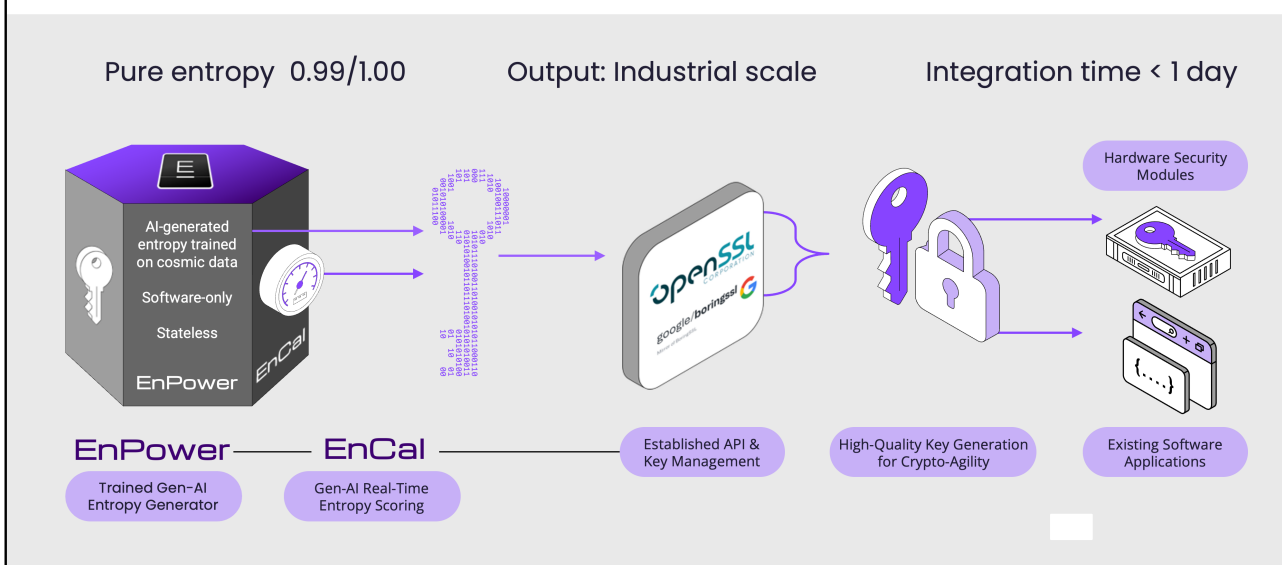 Pure entropy 0.99/1.00
Output: Industrial scale
Integration time < 1 day
E
AI-generated
entropy trained
on cosmic data
Software-only
Stateless
EnPower
EnCal
openSSL
CORPORATION
google/boringssl
Mirror of BoringSSL
Hardware Security
Modules
{....}
EnPower
EnCal
Trained Gen-AI
Entropy Generator
Gen-AI Real-Time
Entropy Scoring
Established API &
Key Management
High-Quality Key Generation
for Crypto-Agility
Existing Software
Applications